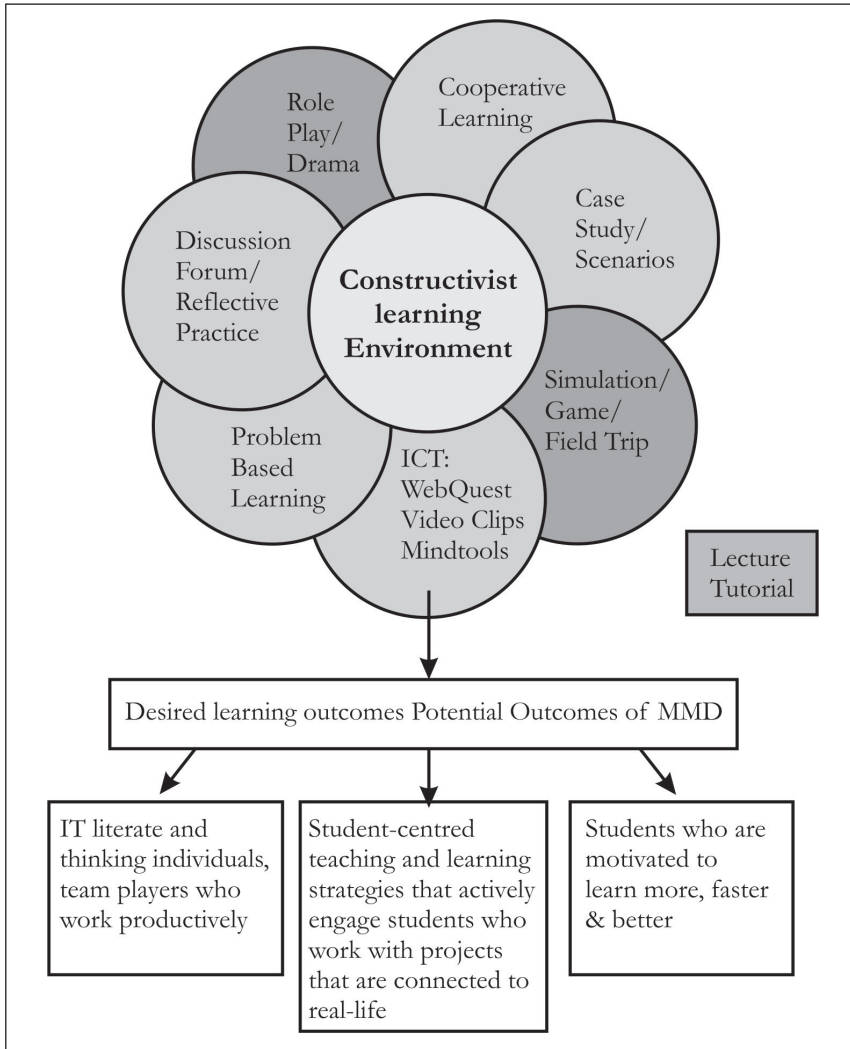 Role
Play/
Drama
Cooperative
Learning
Case
Study/
Scenarios
Discussion
Forum/
Reflective
Practice
Constructivist
learning
Environment
Simulation/
Game/
Field Trip
Problem
Based
Learning
ICT:
WebQuest
Video Clips
Mindtools
Lecture
Tutorial
Desired learning outcomes Potential Outcomes of MMD
IT literate and
thinking individuals,
team players who
work productively
Student-centred
teaching and learning
strategies that actively
engage students who
work with projects
that are connected to
real-life
Students who are
motivated to
learn more, faster
& better